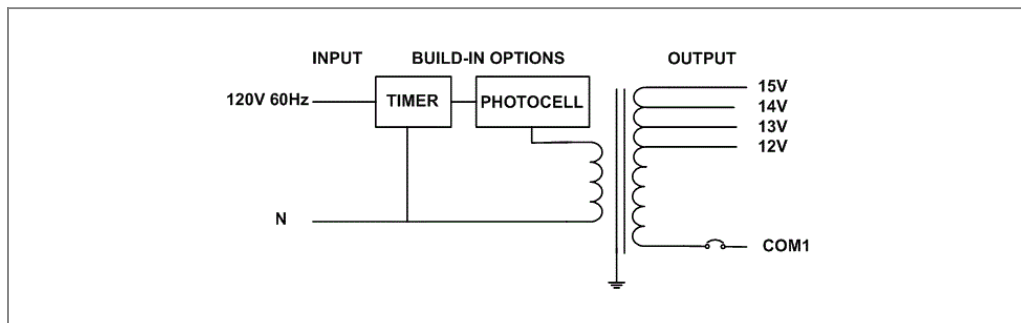 INPUT
BUILD-IN OPTIONS
OUTPUT
120V 60Hz
TIMER
PHOTOCELL
15V
14V
13V
12V
N
COM1